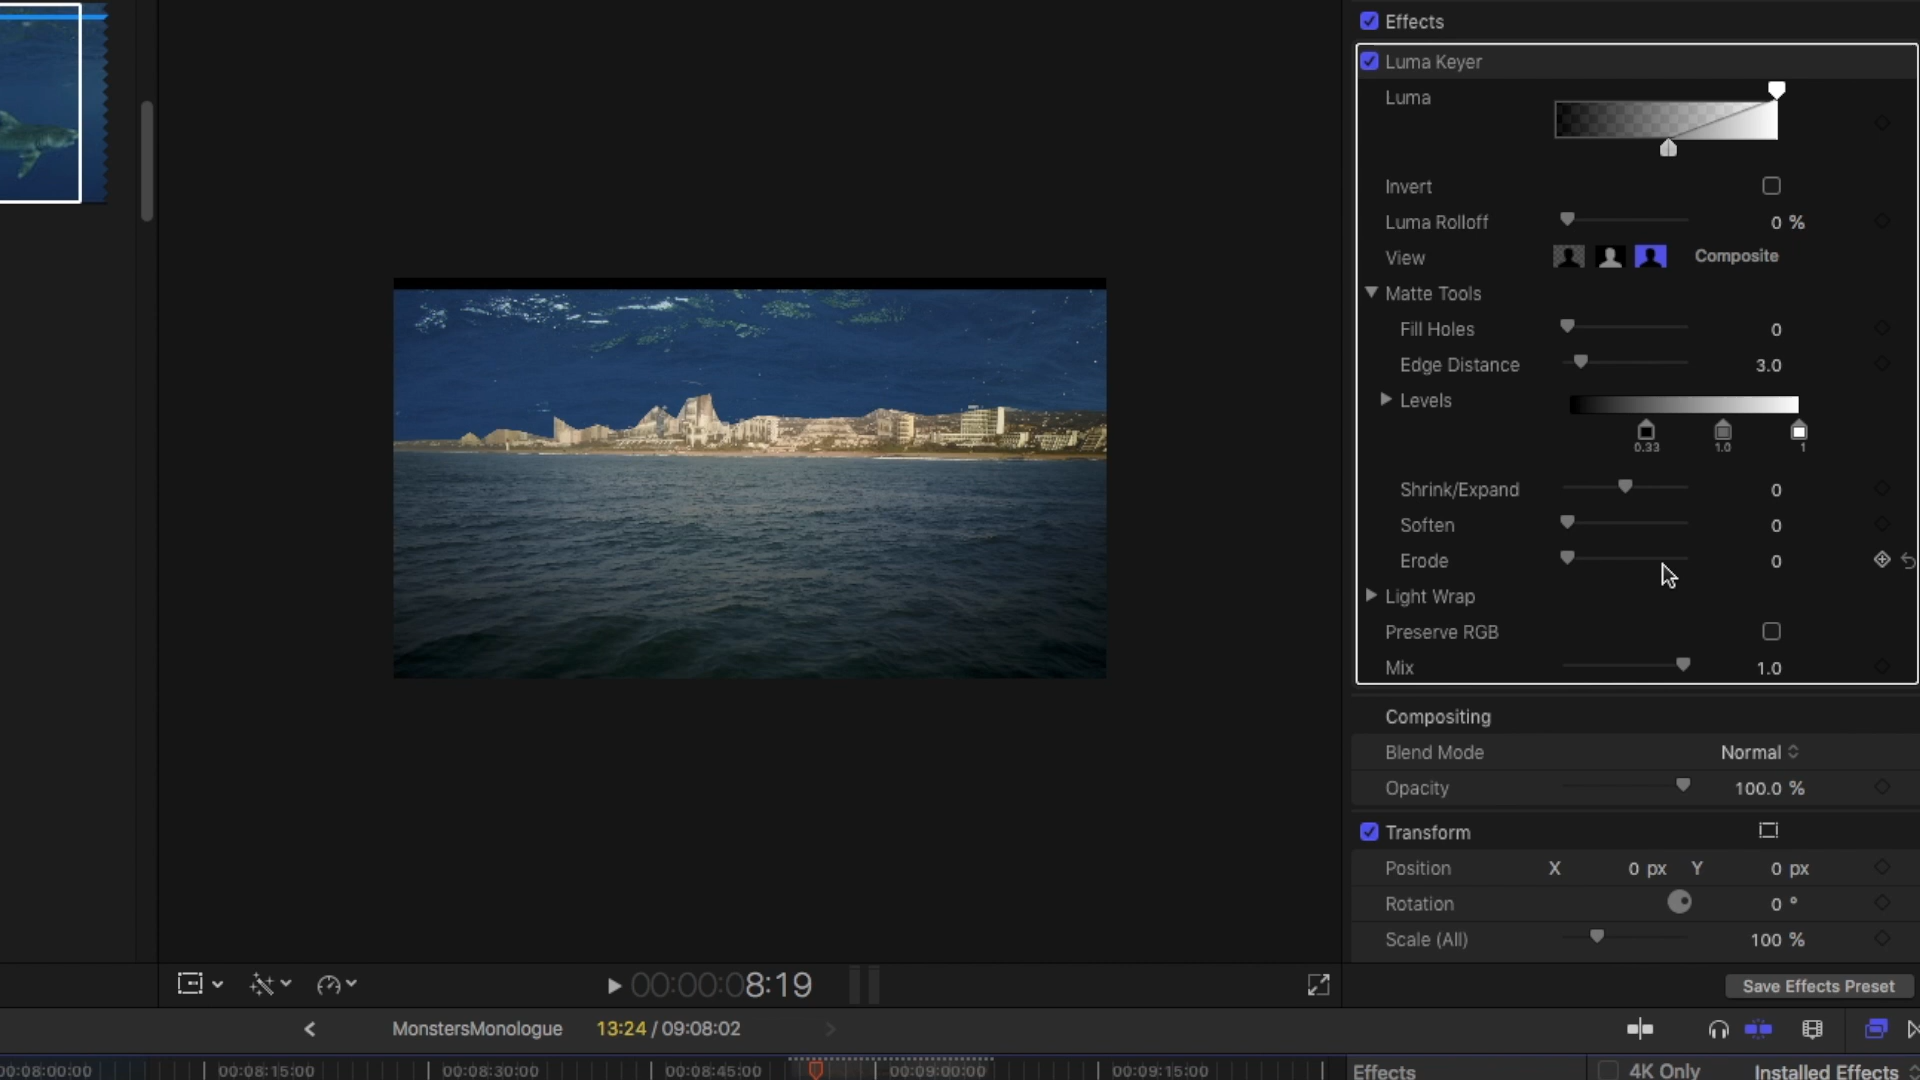 Effects
Luma Keyer
Luma
Invert
Luma Rolloff 0 %
View Composite
Matte Tools
Fill Holes 0
Edge Distance 3.0
Levels
0.33 1.0 1
Shrink/Expand 0
Soften 0
Erode 0
Light Wrap
Preserve RGB
Mix 1.0
Compositing
Blend Mode Normal
Opacity 100.0 %
Transform
Position X 0 px Y 0 px
Rotation 0 °
Scale (All) 100 %
00:00:08:19
Save Effects Preset
MonstersMonologue 13:24 / 09:08:02
00:08:00:00 00:08:15:00 00:08:30:00 00:08:45:00 00:09:00:00 00:09:15:00
Effects 4K Only Installed Effects